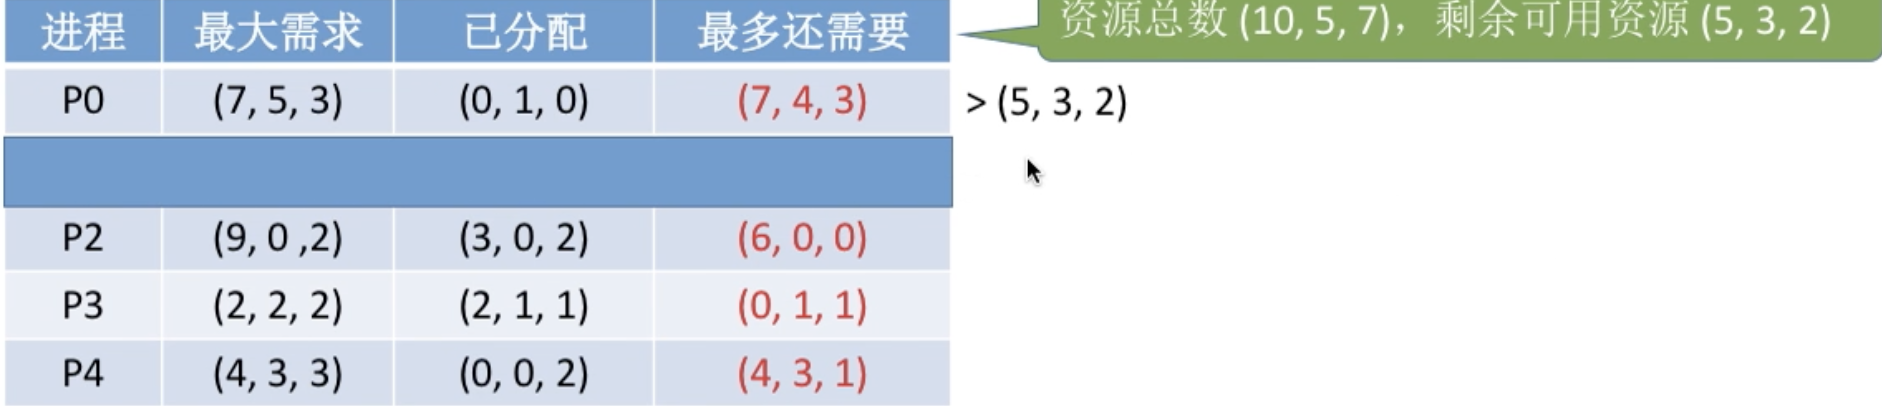 进程 最大需求 已分配 最多还需要
资源总数 (10, 5, 7)，剩余可用资源 (5, 3, 2)
P0 (7, 5, 3) (0, 1, 0) (7, 4, 3) > (5, 3, 2)
P2 (9, 0 ,2) (3, 0, 2) (6, 0, 0)
P3 (2, 2, 2) (2, 1, 1) (0, 1, 1)
P4 (4, 3, 3) (0, 0, 2) (4, 3, 1)